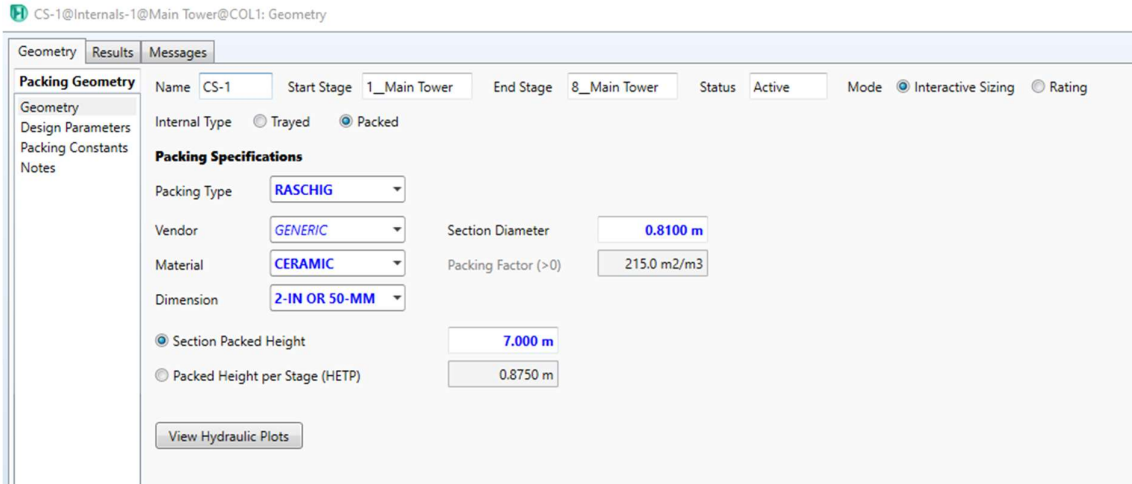 CS-1@Internals-1@Main Tower@COL1: Geometry
Geometry Results Messages
Packing Geometry
Geometry
Design Parameters
Packing Constants
Notes
Name CS-1 Start Stage 1__Main Tower End Stage 8__Main Tower Status Active Mode Interactive Sizing Rating
Internal Type Trayed Packed
Packing Specifications
Packing Type RASCHIG
Vendor GENERIC Section Diameter 0.8100 m
Material CERAMIC Packing Factor (>0) 215.0 m2/m3
Dimension 2-IN OR 50-MM
Section Packed Height 7.000 m
Packed Height per Stage (HETP) 0.8750 m
View Hydraulic Plots